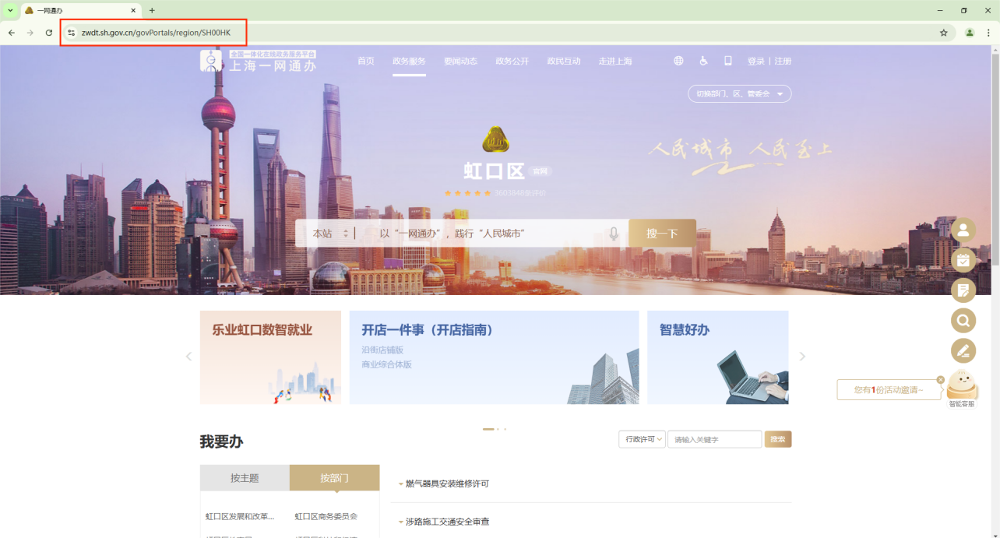 一网通办
zwdt.sh.gov.cn/govPortals/region/SH00HK
全国一体化在线政务服务平台
上海一网通办
首页 政务服务 要闻动态 政务公开 政民互动 走进上海 登录 | 注册
切换部门、区、管委会
人民城市 人民至上
虹口区 官网
3603848条评价
本站 以“一网通办”，践行“人民城市” 搜一下
乐业虹口数智就业
开店一件事（开店指南）
沿街店铺版
商业综合体版
智慧好办
您有1份活动邀请~
智能客服
我要办
行政许可 请输入关键字 搜索
按主题 按部门
燃气器具安装维修许可
虹口区发展和改革... 虹口区商务委员会
涉路施工交通安全审查